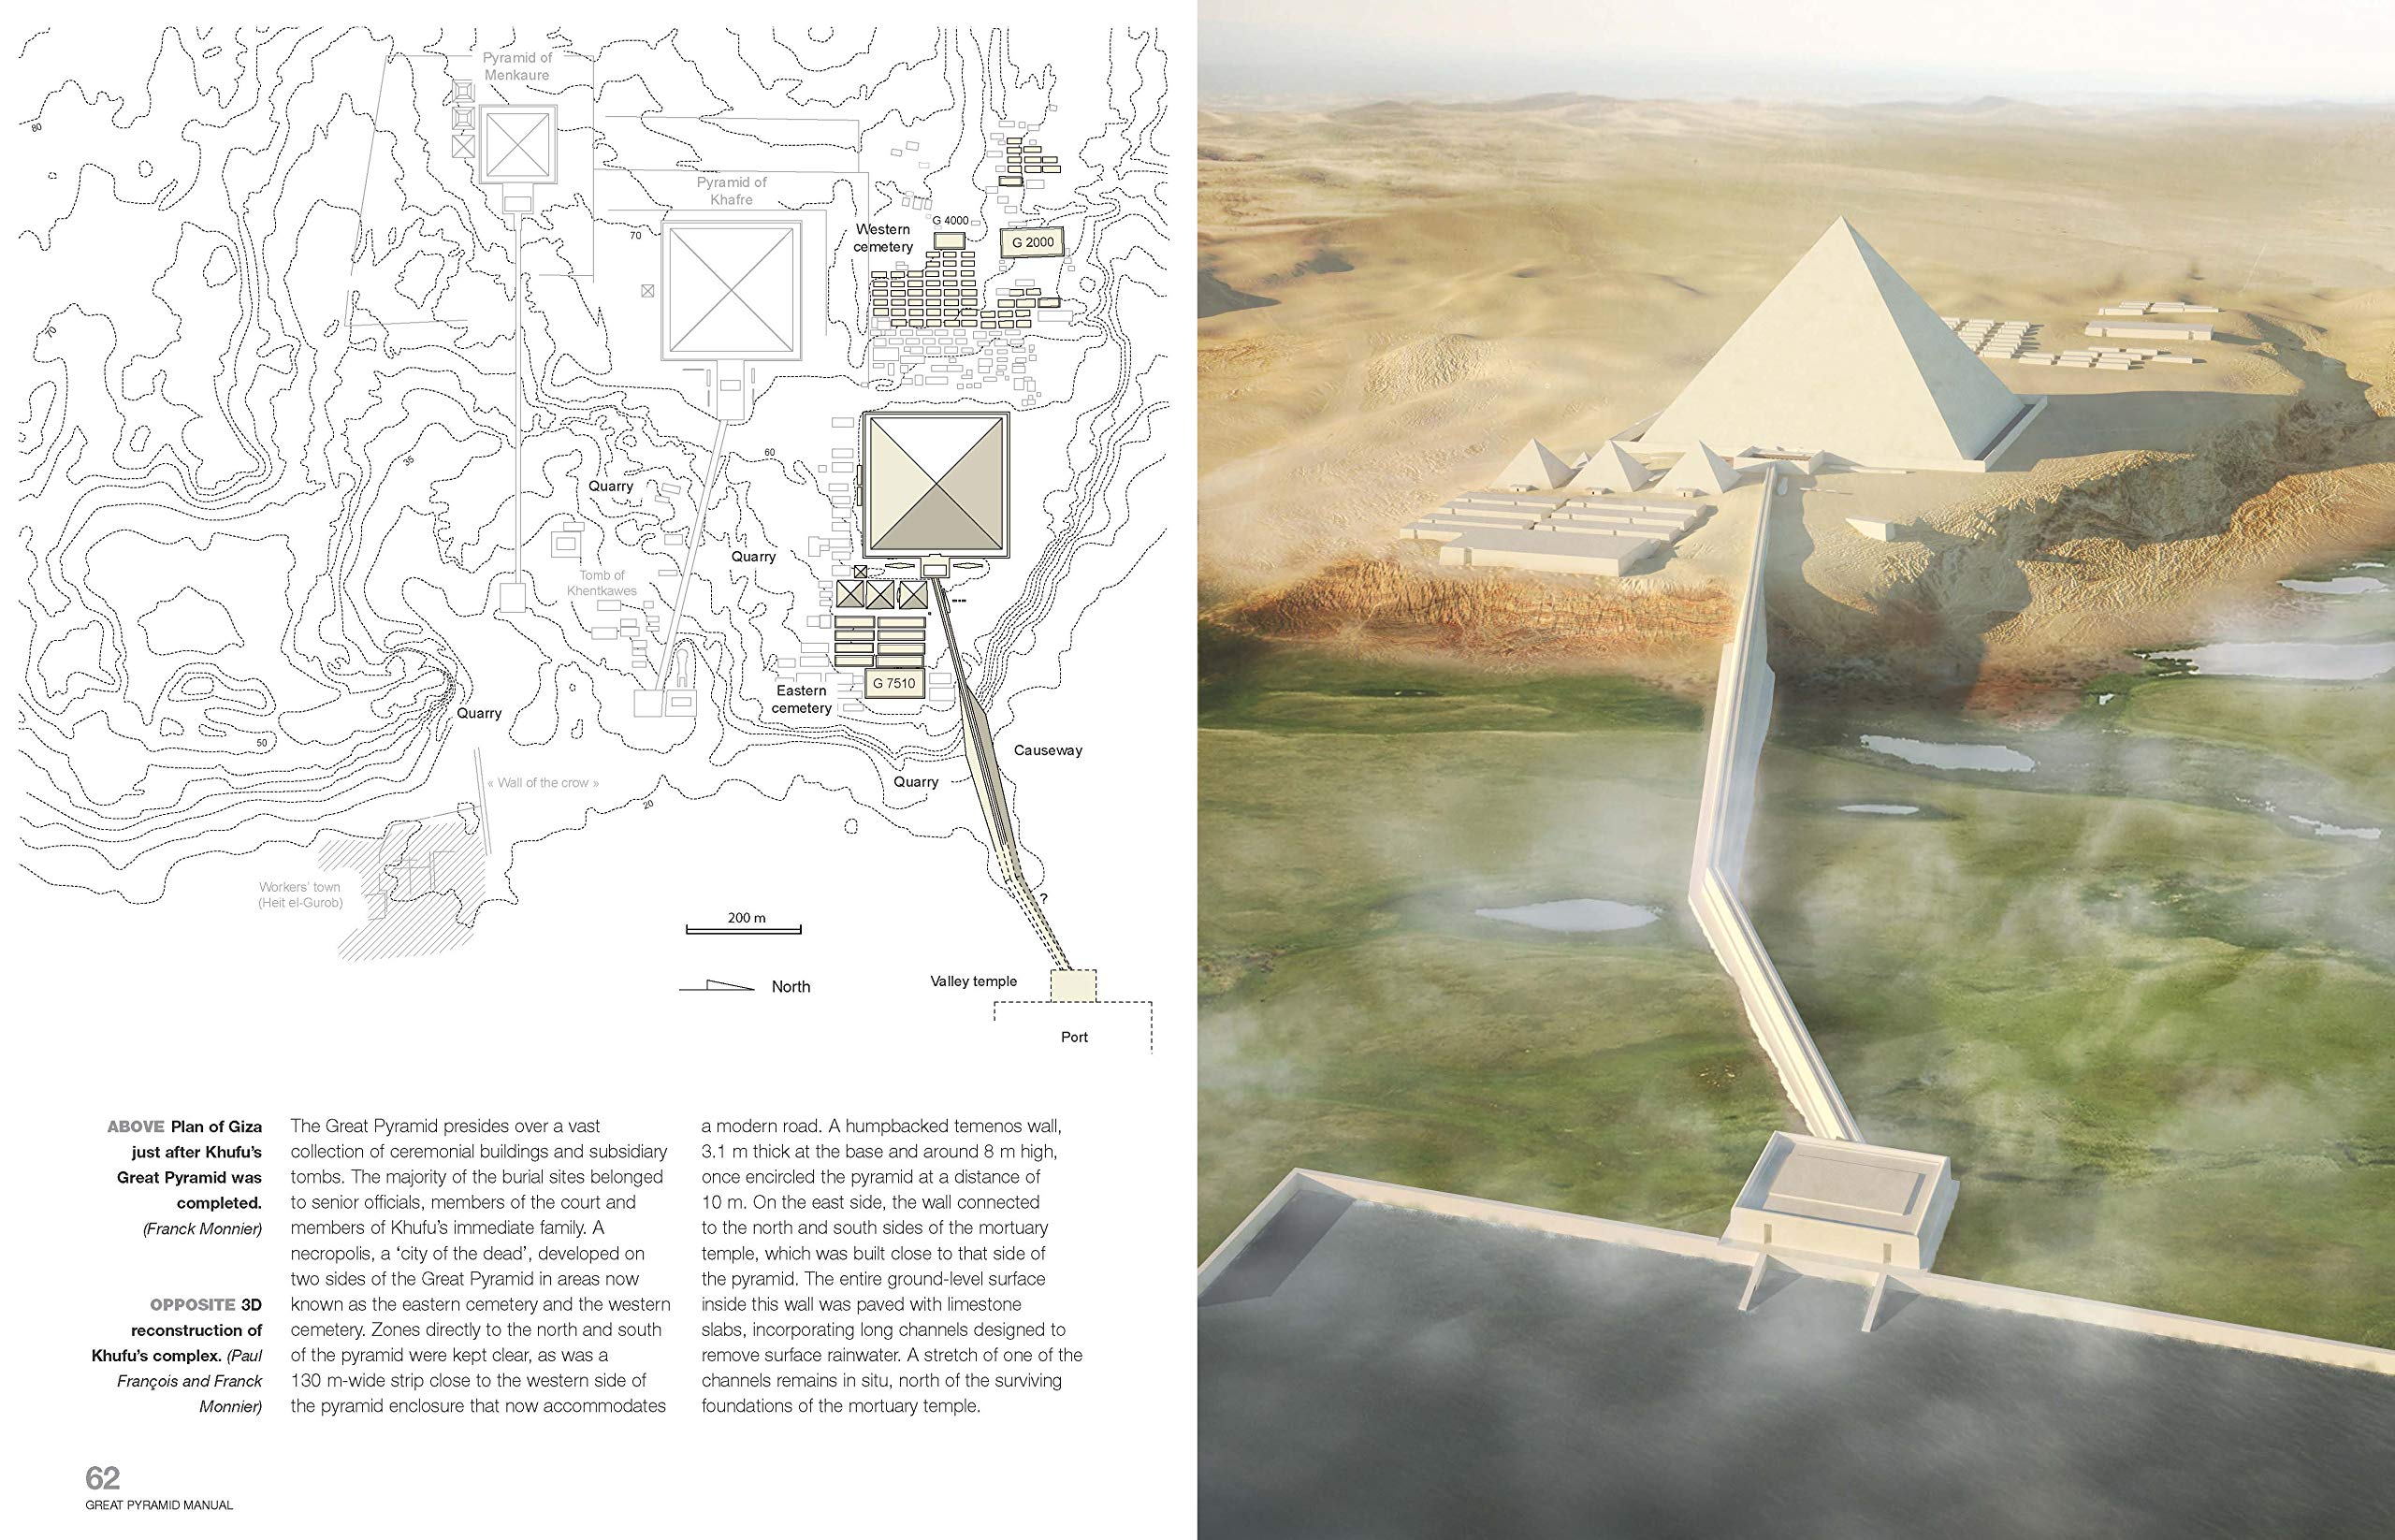 Pyramid of
Menkaure
80
Pyramid of
Khafre
G 4000
70
Western
cemetery
G 2000
70
60
35
Quarry
Quarry
Tomb of
Khentkawes
G 7510
Eastern
cemetery
Quarry
50
Causeway
« Wall of the crow »
Quarry
20
Workers' town
(Heit el-Gurob)
?
200 m
Valley temple
North
Port
ABOVE Plan of Giza
just after Khufu's
Great Pyramid was
completed.
(Franck Monnier)
OPPOSITE 3D
reconstruction of
Khufu's complex. (Paul
François and Franck
Monnier)
The Great Pyramid presides over a vast
collection of ceremonial buildings and subsidiary
tombs. The majority of the burial sites belonged
to senior officials, members of the court and
members of Khufu's immediate family. A
necropolis, a ‘city of the dead’, developed on
two sides of the Great Pyramid in areas now
known as the eastern cemetery and the western
cemetery. Zones directly to the north and south
of the pyramid were kept clear, as was a
130 m-wide strip close to the western side of
the pyramid enclosure that now accommodates
a modern road. A humpbacked temenos wall,
3.1 m thick at the base and around 8 m high,
once encircled the pyramid at a distance of
10 m. On the east side, the wall connected
to the north and south sides of the mortuary
temple, which was built close to that side of
the pyramid. The entire ground-level surface
inside this wall was paved with limestone
slabs, incorporating long channels designed to
remove surface rainwater. A stretch of one of the
channels remains in situ, north of the surviving
foundations of the mortuary temple.
62
GREAT PYRAMID MANUAL